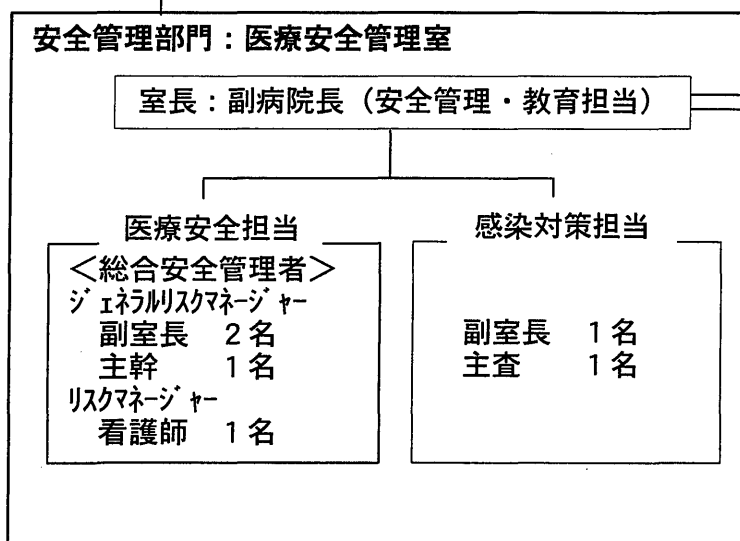 安全管理部門：医療安全管理室
室長：副病院長（安全管理・教育担当）
医療安全担当
＜総合安全管理者＞
ｼﾞｪﾈﾗﾙﾘｽｸﾏﾈｰｼﾞｬｰ
副室長　２名
主幹　１名
ﾘｽｸﾏﾈｰｼﾞｬｰ
看護師　１名
感染対策担当
副室長　１名
主査　１名